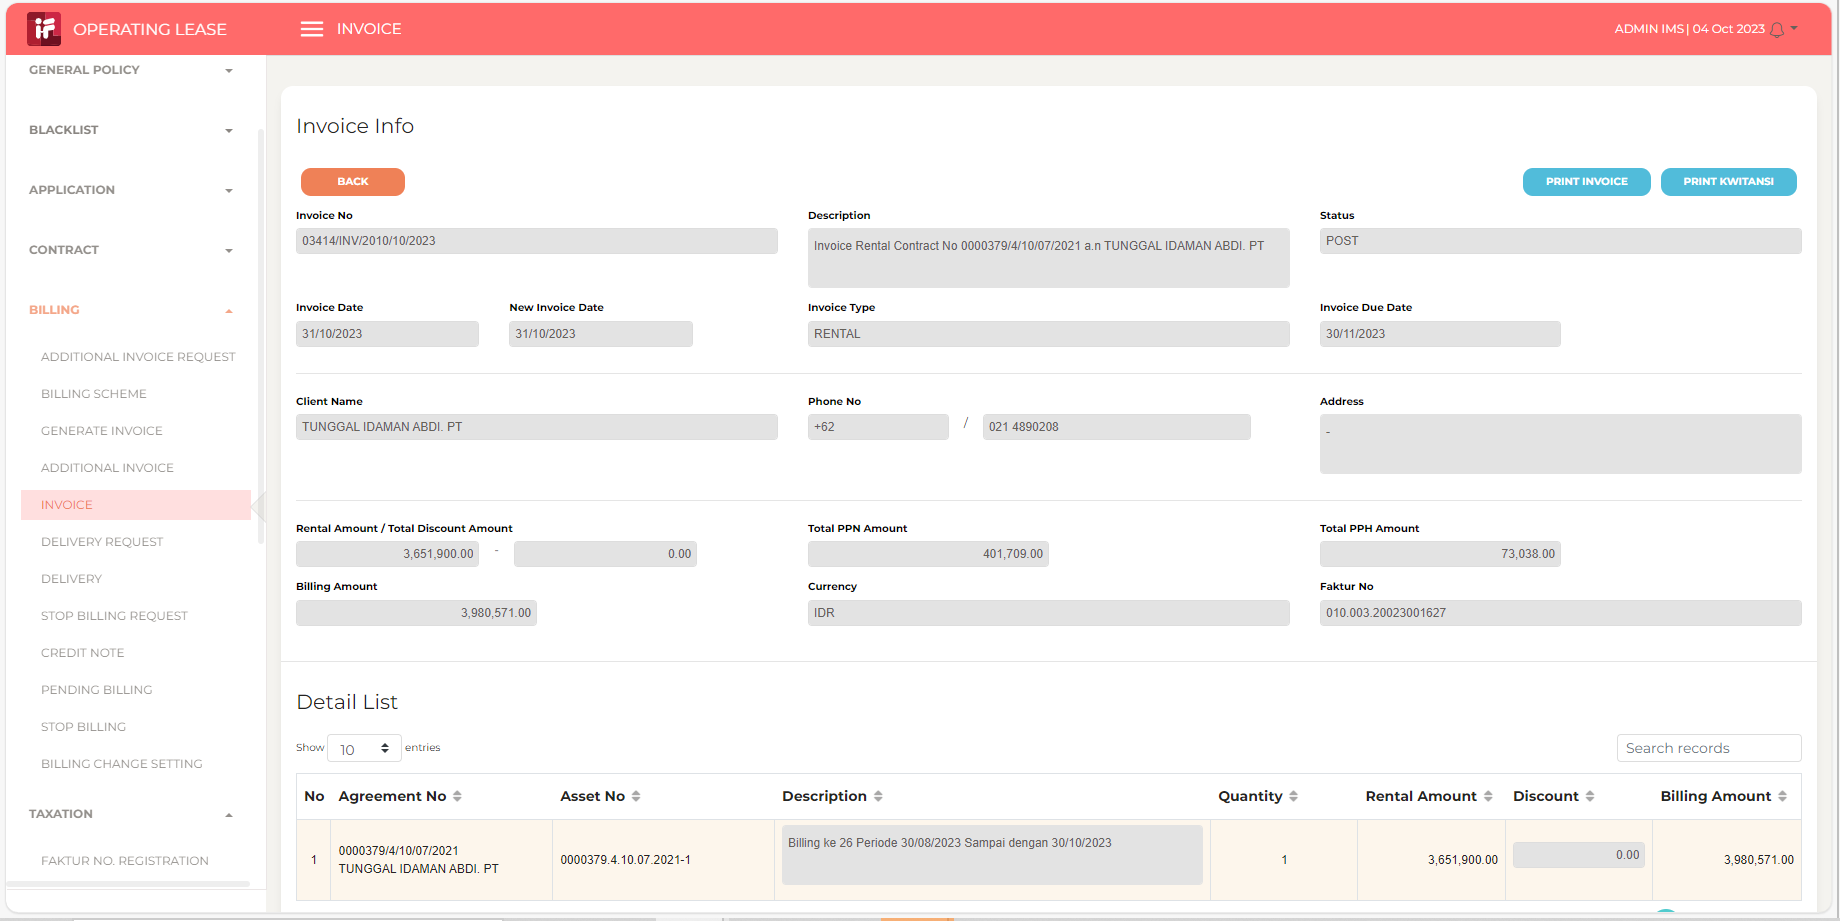 OPERATING LEASE
INVOICE
ADMIN IMS | 04 Oct 2023
GENERAL POLICY
BLACKLIST
APPLICATION
CONTRACT
BILLING
ADDITIONAL INVOICE REQUEST
BILLING SCHEME
GENERATE INVOICE
ADDITIONAL INVOICE
INVOICE
DELIVERY REQUEST
DELIVERY
STOP BILLING REQUEST
CREDIT NOTE
PENDING BILLING
STOP BILLING
BILLING CHANGE SETTING
TAXATION
FAKTUR NO. REGISTRATION
Invoice Info
BACK
PRINT INVOICE
PRINT KWITANSI
Invoice No
03414/INV/2010/10/2023
Description
Invoice Rental Contract No 0000379/4/10/07/2021 a.n TUNGGAL IDAMAN ABDI. PT
Status
POST
Invoice Date
31/10/2023
New Invoice Date
31/10/2023
Invoice Type
RENTAL
Invoice Due Date
30/11/2023
Client Name
TUNGGAL IDAMAN ABDI. PT
Phone No
+62 / 021 4890208
Address
-
Rental Amount / Total Discount Amount
3,651,900.00 - 0.00
Total PPN Amount
401,709.00
Total PPH Amount
73,038.00
Billing Amount
3,980,571.00
Currency
IDR
Faktur No
010.003.20023001627
Detail List
Show 10 entries
Search records
No Agreement No Asset No Description Quantity Rental Amount Discount Billing Amount
1 0000379/4/10/07/2021
TUNGGAL IDAMAN ABDI. PT
0000379.4.10.07.2021-1
Billing ke 26 Periode 30/08/2023 Sampai dengan 30/10/2023
1 3,651,900.00 0.00 3,980,571.00